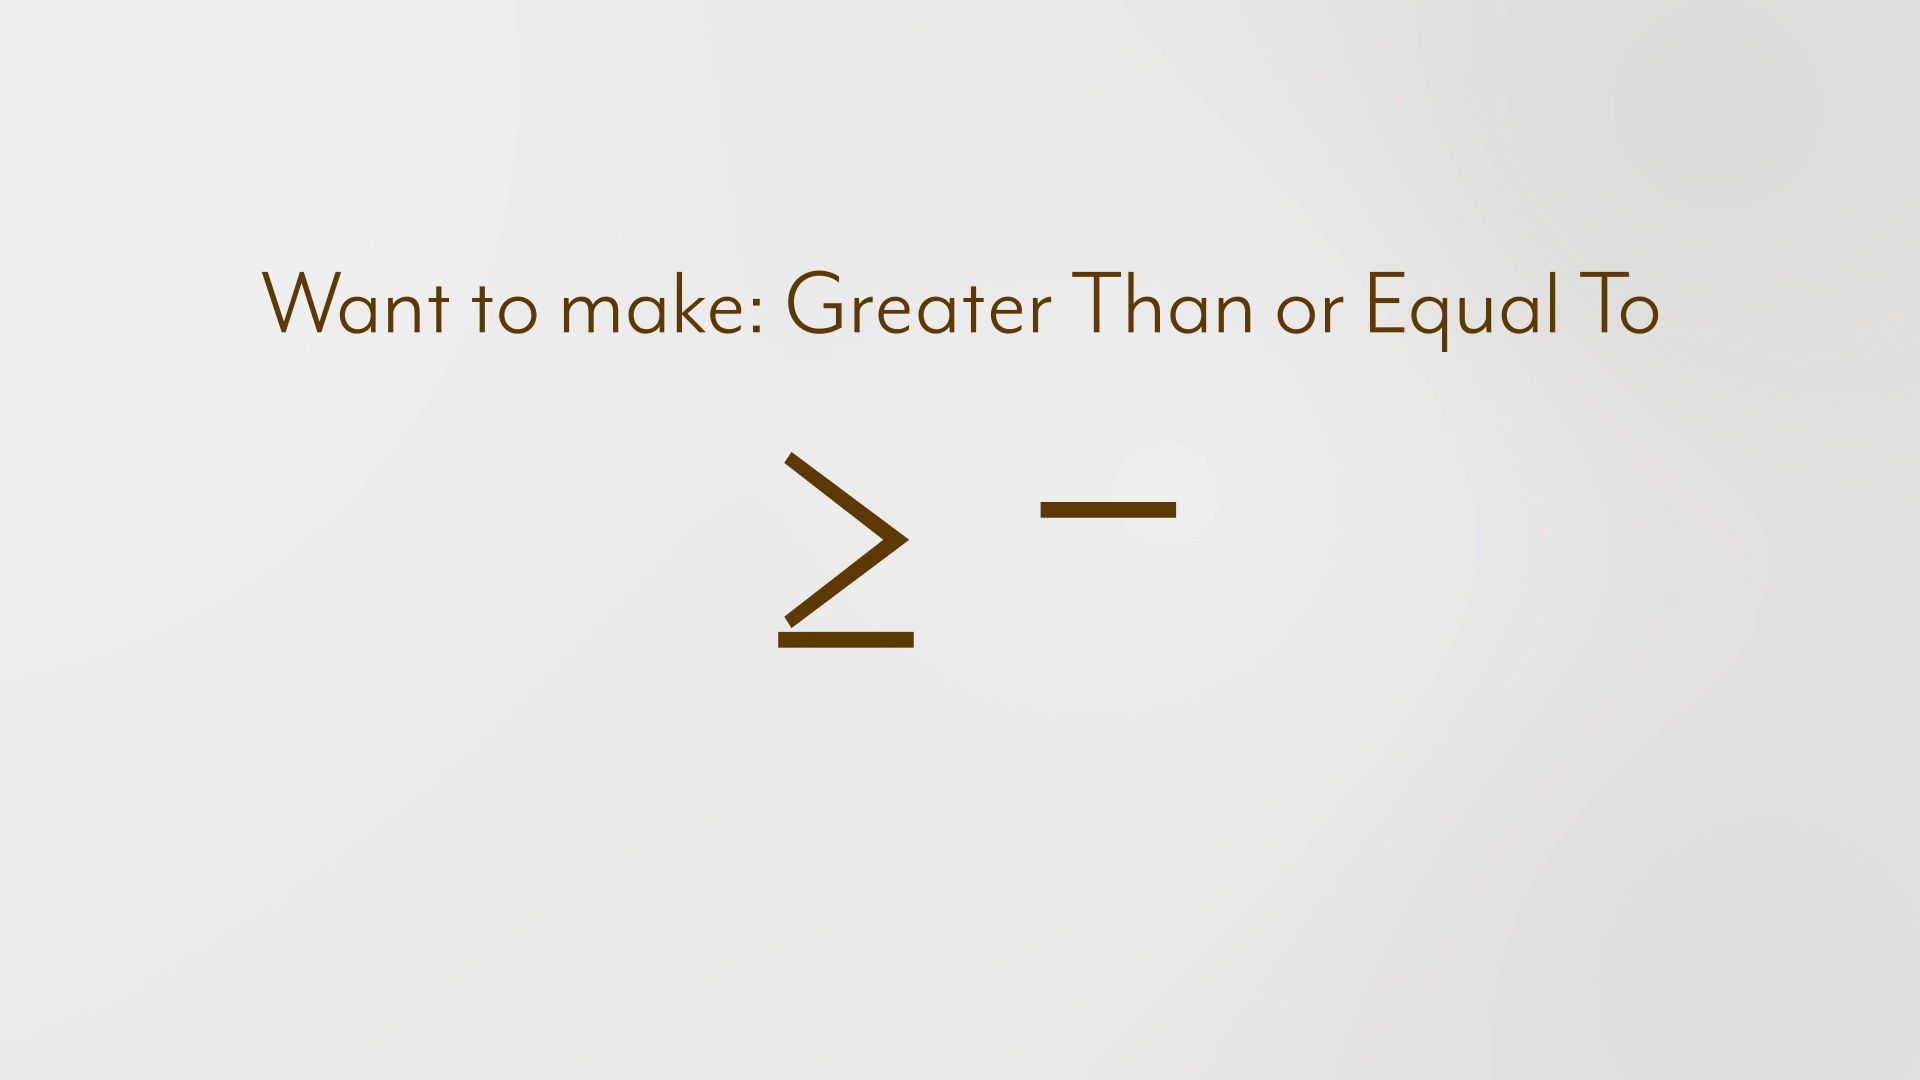 Want to make: Greater Than or Equal To
≥ −